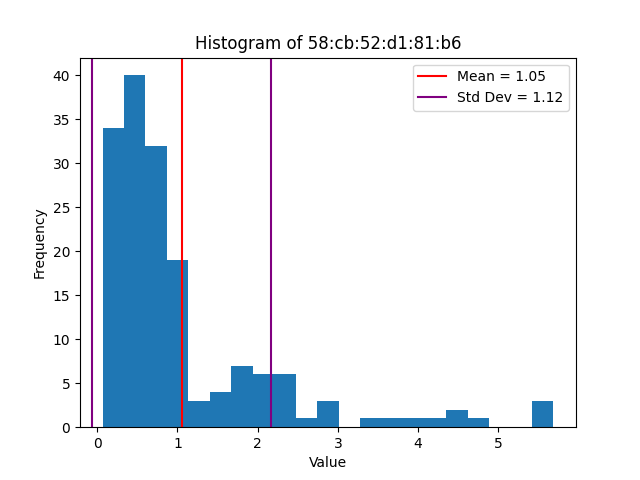 Histogram of 58:cb:52:d1:81:b6
Mean = 1.05
Std Dev = 1.12
40
35
30
25
20
15
10
5
0
Frequency
0 1 2 3 4 5
Value